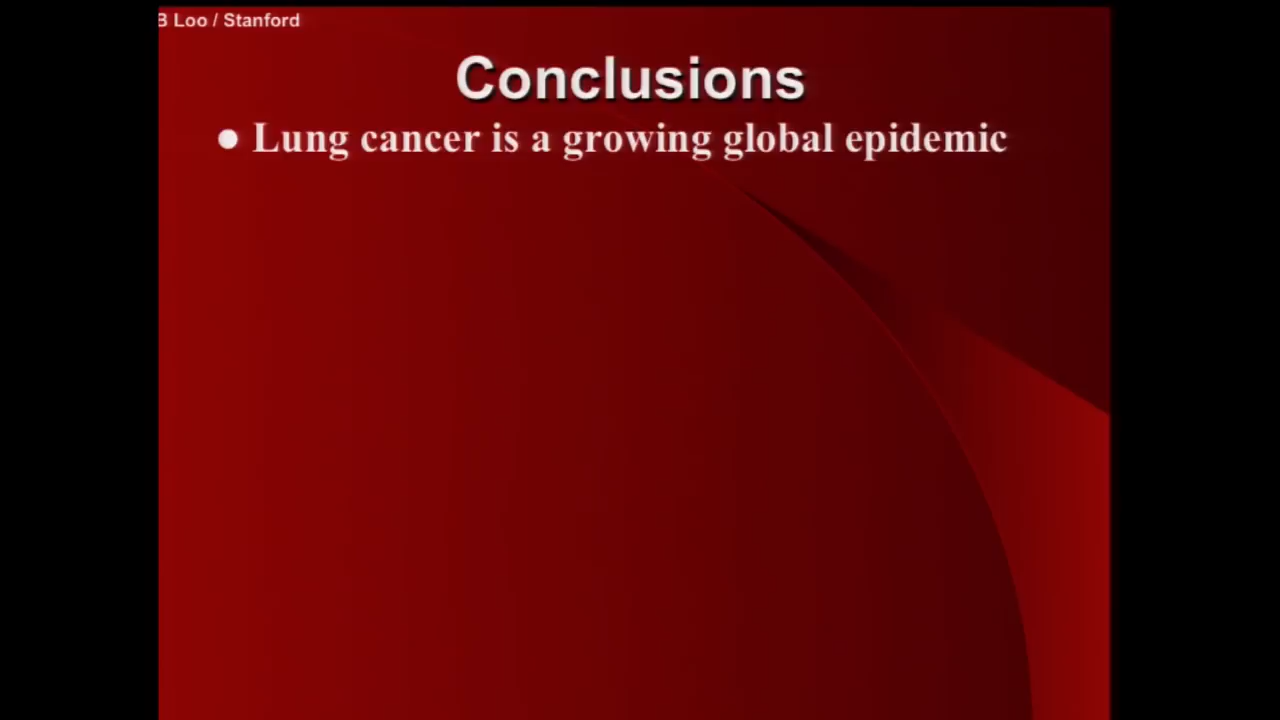 B Loo / Stanford
Conclusions
● Lung cancer is a growing global epidemic